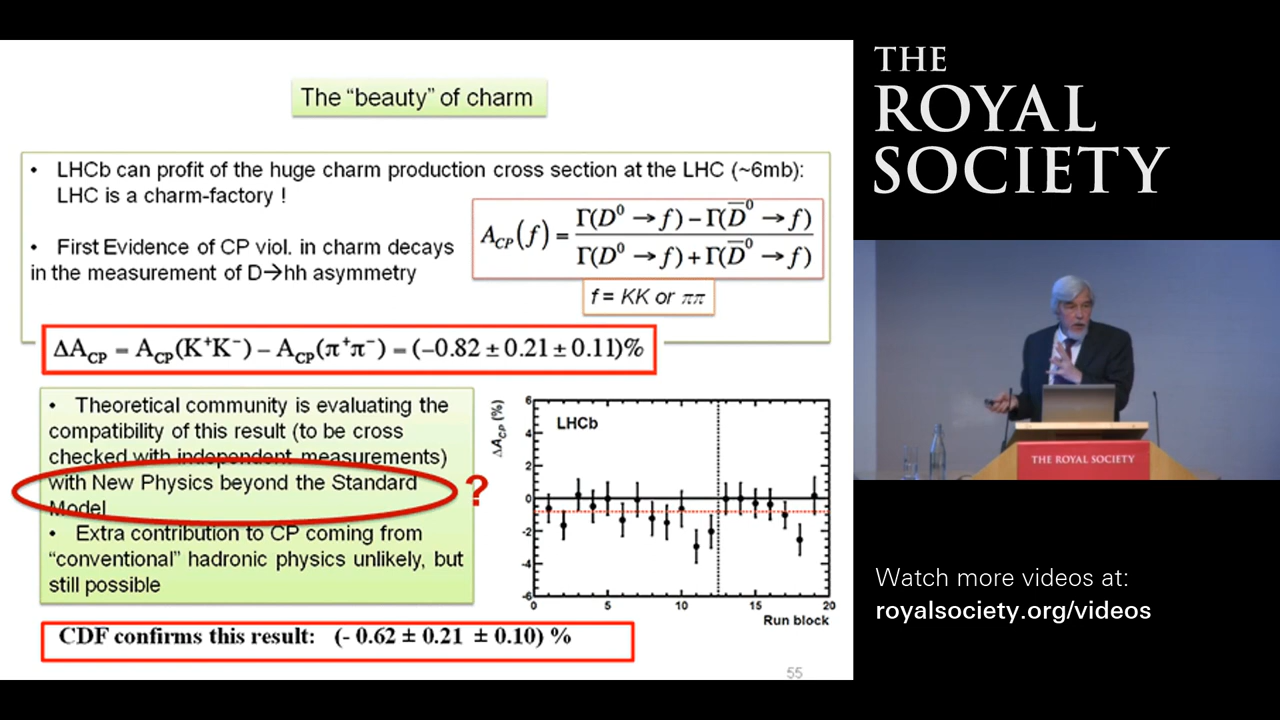 The “beauty” of charm
• LHCb can profit of the huge charm production cross section at the LHC (~6mb):
LHC is a charm-factory !
• First Evidence of CP viol. in charm decays
in the measurement of D→hh asymmetry
A_CP(f) = (Γ(D⁰ → f) − Γ(D̄⁰ → f)) / (Γ(D⁰ → f) + Γ(D̄⁰ → f))
f = KK or ππ
ΔA_CP = A_CP(K⁺K⁻) − A_CP(π⁺π⁻) = (−0.82 ± 0.21 ± 0.11)%
• Theoretical community is evaluating the
compatibility of this result (to be cross
checked with independent measurements)
with New Physics beyond the Standard
Model
?
• Extra contribution to CP coming from
“conventional” hadronic physics unlikely, but
still possible
ΔA_CP (%)
LHCb
6
4
2
0
-2
-4
-6
0 5 10 15 20
Run block
CDF confirms this result: (- 0.62 ± 0.21 ± 0.10) %
55
THE
ROYAL
SOCIETY
THE ROYAL SOCIETY
Watch more videos at:
royalsociety.org/videos